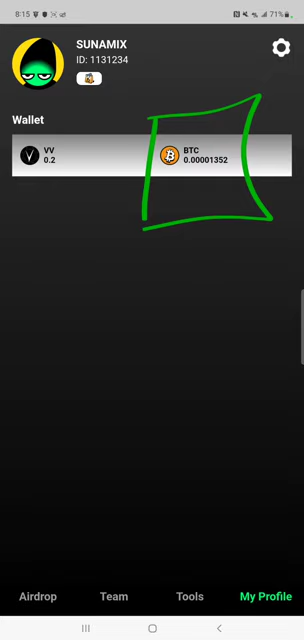 8:15
71%
SUNAMIX
ID: 1131234
Wallet
VV
0.2
BTC
0.00001352
Airdrop Team Tools My Profile